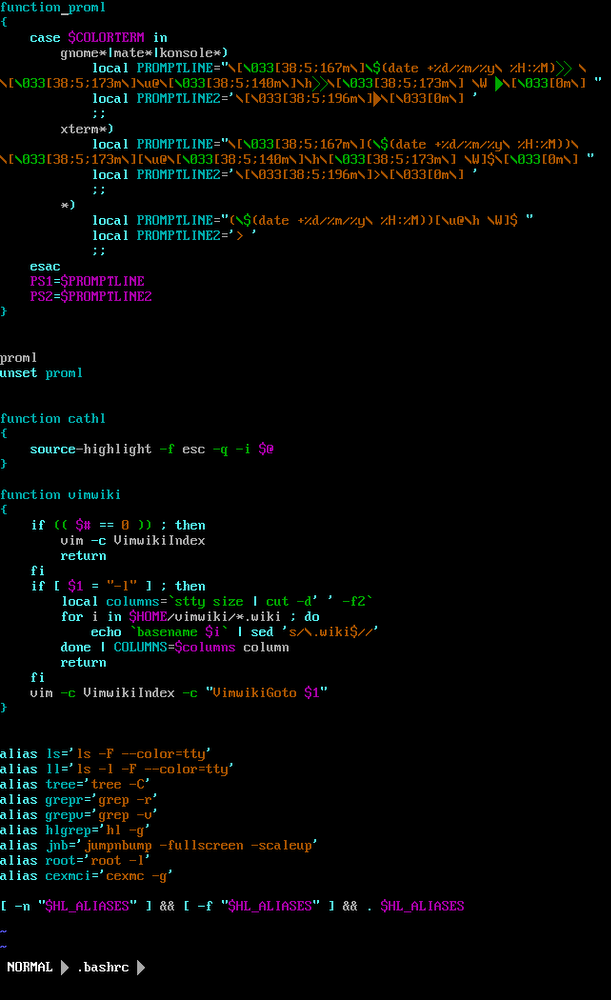 function proml
{
    case $COLORTERM in
        gnome*|mate*|konsole*)
            local PROMPTLINE="\[\033[38;5;167m\]\$(date +%d/%m/%y\ %H:%M)>> \
\[\033[38;5;173m\]\u@\[\033[38;5;140m\]\h>>\[\033[38;5;173m\] \W ▶\[\033[0m\] "
            local PROMPTLINE2='\[\033[38;5;196m\]▶\[\033[0m\] '
            ;;
        xterm*)
            local PROMPTLINE="\[\033[38;5;167m\](\$(date +%d/%m/%y\ %H:%M))\
\[\033[38;5;173m\][\u@\[\033[38;5;140m\]\h\[\033[38;5;173m\] \W]$\[\033[0m\] "
            local PROMPTLINE2='\[\033[38;5;196m\]>\[\033[0m\] '
            ;;
        *)
            local PROMPTLINE="(\$(date +%d/%m/%y\ %H:%M))[\u@\h \W]$ "
            local PROMPTLINE2='> '
            ;;
    esac
    PS1=$PROMPTLINE
    PS2=$PROMPTLINE2
}
proml
unset proml
function cathl
{
    source-highlight -f esc -q -i $@
}
function vimwiki
{
    if (( $# == 0 )) ; then
        vim -c VimwikiIndex
        return
    fi
    if [ $1 = "-l" ] ; then
        local columns=`stty size | cut -d' ' -f2`
        for i in $HOME/vimwiki/*.wiki ; do
            echo `basename $i` | sed 's/\.wiki$//'
        done | COLUMNS=$columns column
        return
    fi
    vim -c VimwikiIndex -c "VimwikiGoto $1"
}
alias ls='ls -F --color=tty'
alias ll='ls -l -F --color=tty'
alias tree='tree -C'
alias grepr='grep -r'
alias grepv='grep -v'
alias hlgrep='hl -g'
alias jnb='jumpnbump -fullscreen -scaleup'
alias root='root -l'
alias cexmci='cexmc -g'
[ -n "$HL_ALIASES" ] && [ -f "$HL_ALIASES" ] && . $HL_ALIASES
~
~
NORMAL ▶ .bashrc ▶